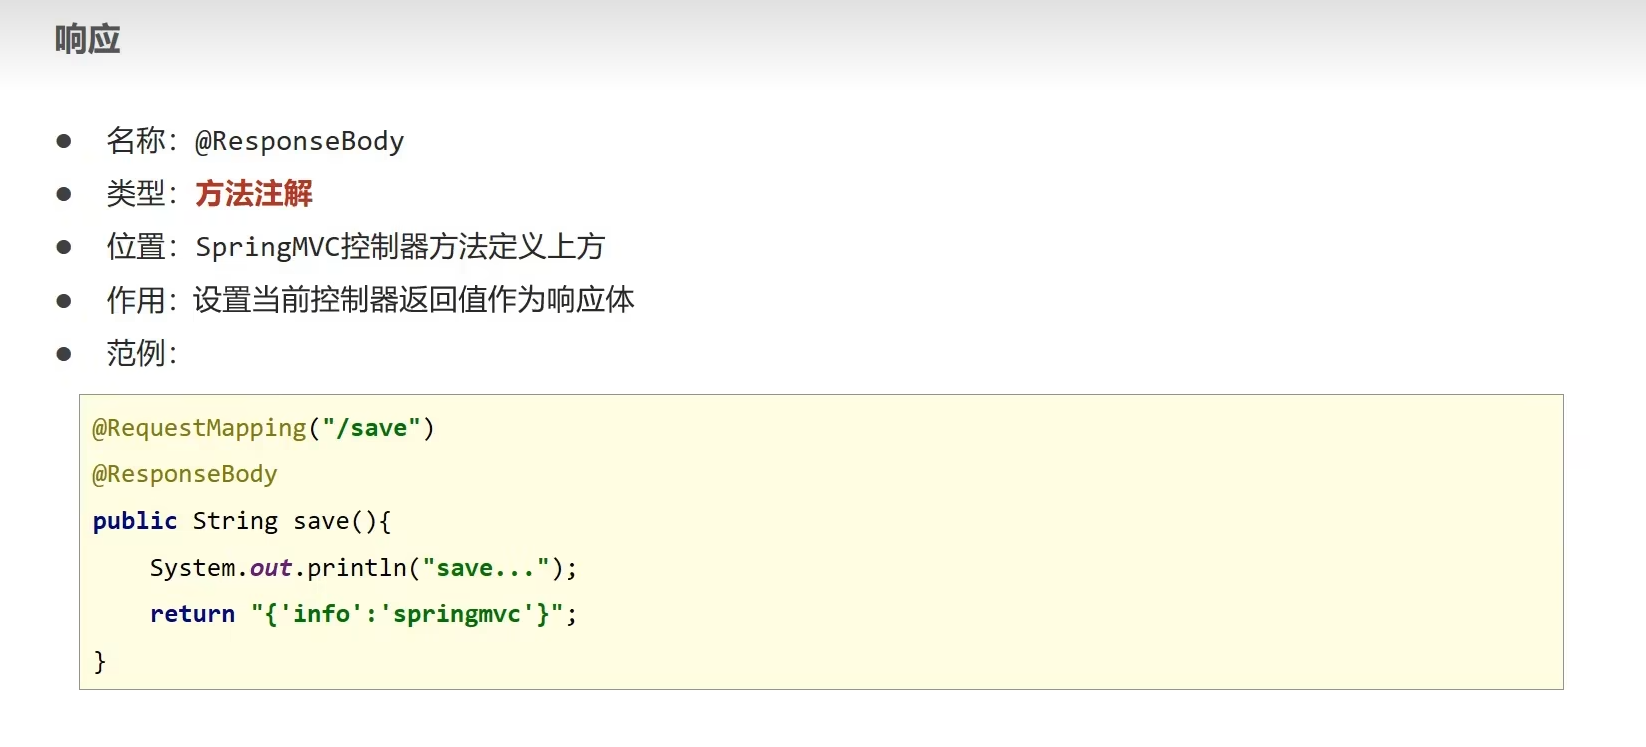 响应
● 名称：@ResponseBody
● 类型：方法注解
● 位置：SpringMVC控制器方法定义上方
● 作用：设置当前控制器返回值作为响应体
● 范例：
@RequestMapping("/save")
@ResponseBody
public String save(){
    System.out.println("save...");
    return "{'info':'springmvc'}";
}